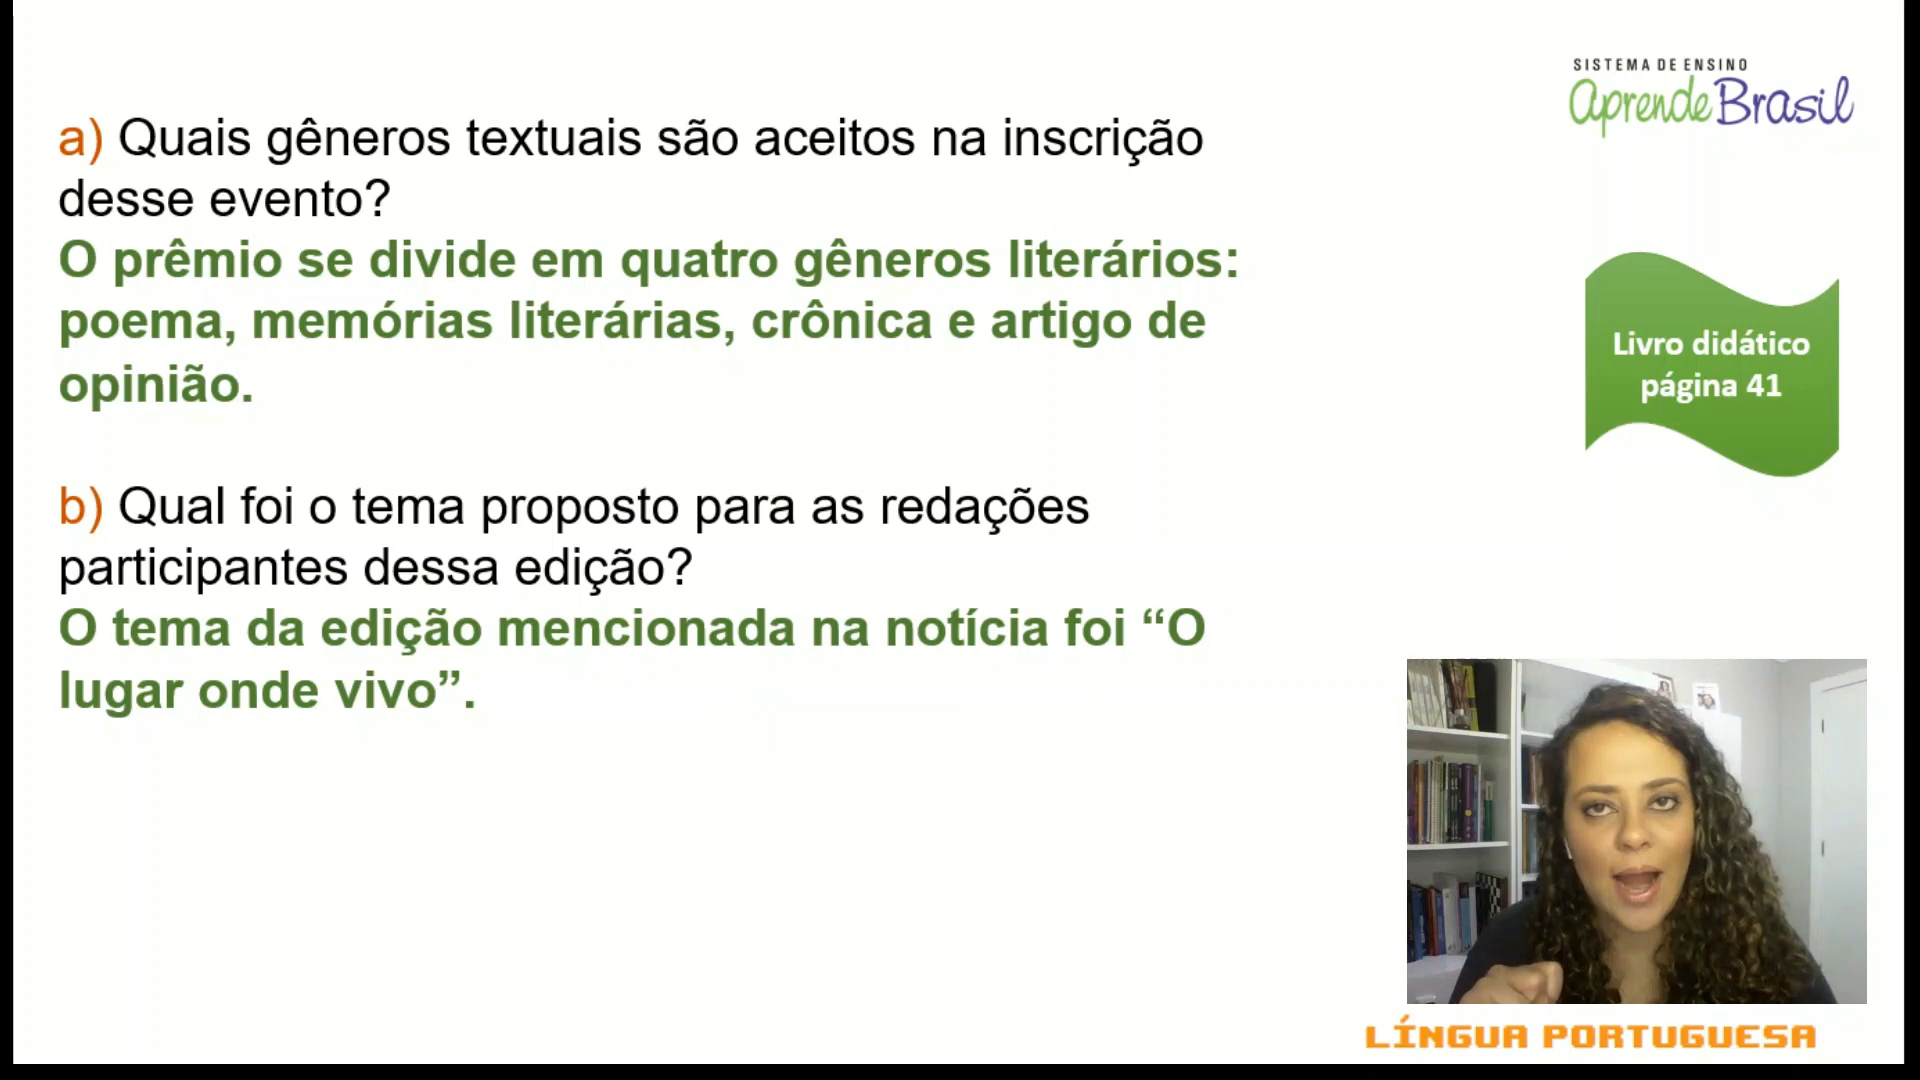 SISTEMA DE ENSINO
aprendeBrasil
a) Quais gêneros textuais são aceitos na inscrição
desse evento?
O prêmio se divide em quatro gêneros literários:
poema, memórias literárias, crônica e artigo de
opinião.
Livro didático
página 41
b) Qual foi o tema proposto para as redações
participantes dessa edição?
O tema da edição mencionada na notícia foi “O
lugar onde vivo”.
LÍNGUA PORTUGUESA